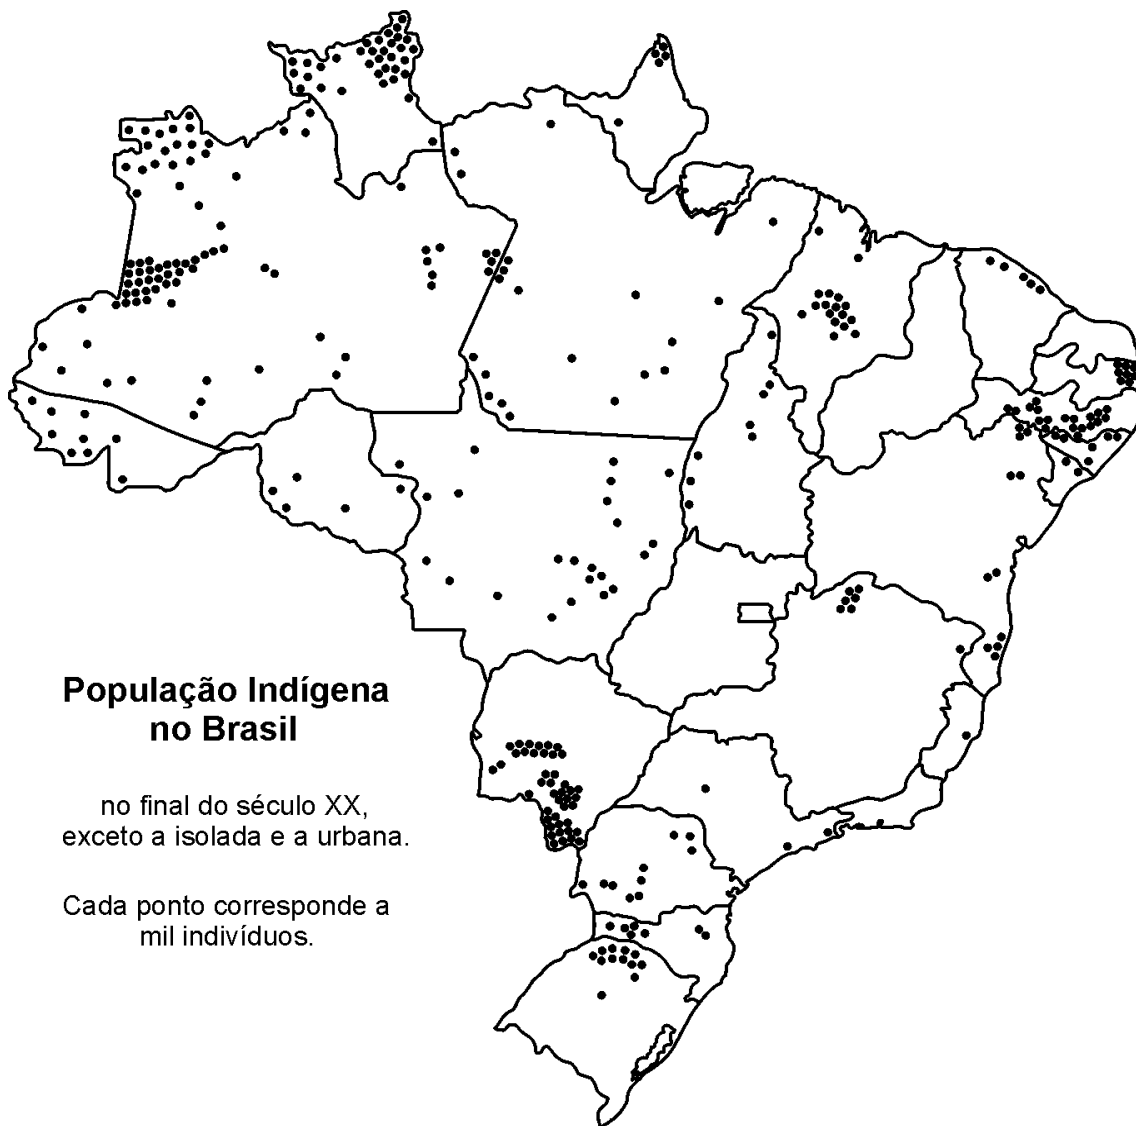 População Indígena
no Brasil
no final do século XX,
exceto a isolada e a urbana.
Cada ponto corresponde a
mil indivíduos.